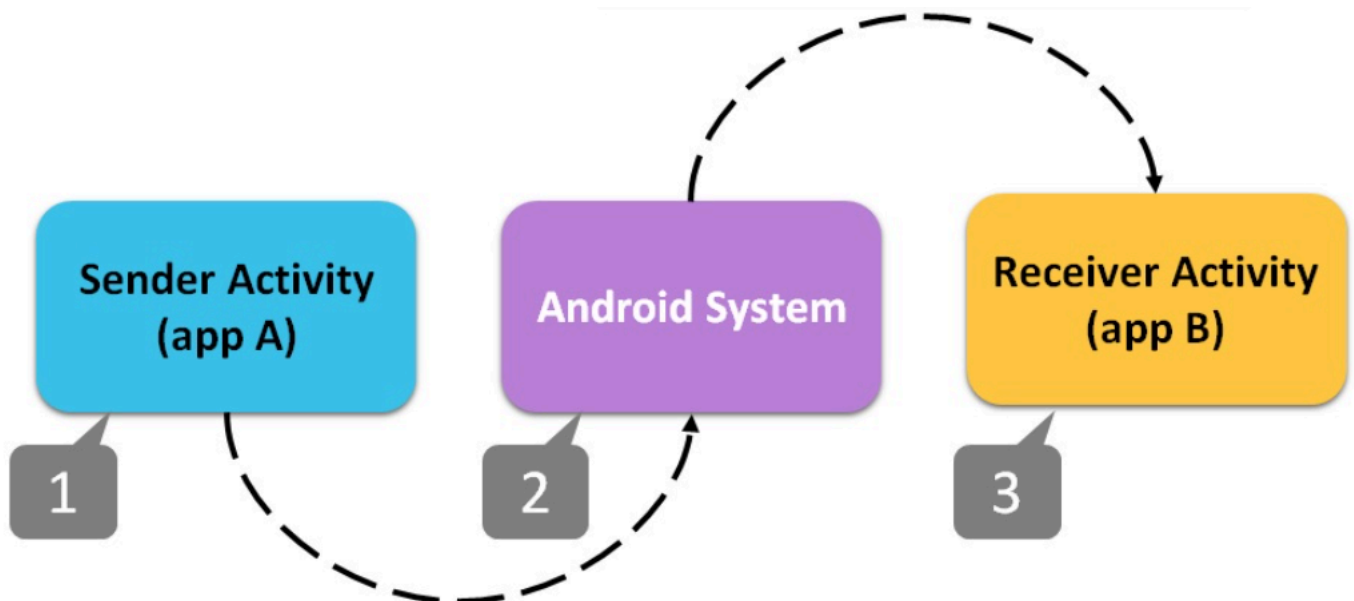 Sender Activity
(app A)
Android System
Receiver Activity
(app B)
1
2
3